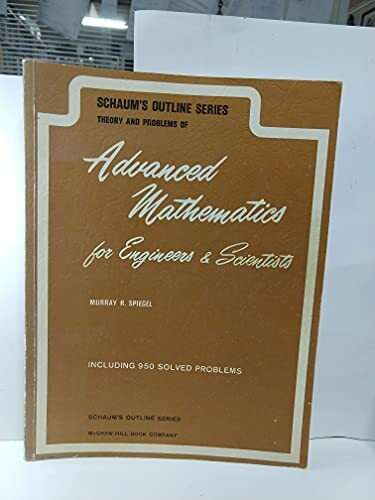 SCHAUM'S OUTLINE SERIES
THEORY AND PROBLEMS OF
Advanced
Mathematics
for Engineers & Scientists
MURRAY R. SPIEGEL
INCLUDING 950 SOLVED PROBLEMS
SCHAUM'S OUTLINE SERIES
McGRAW-HILL BOOK COMPANY